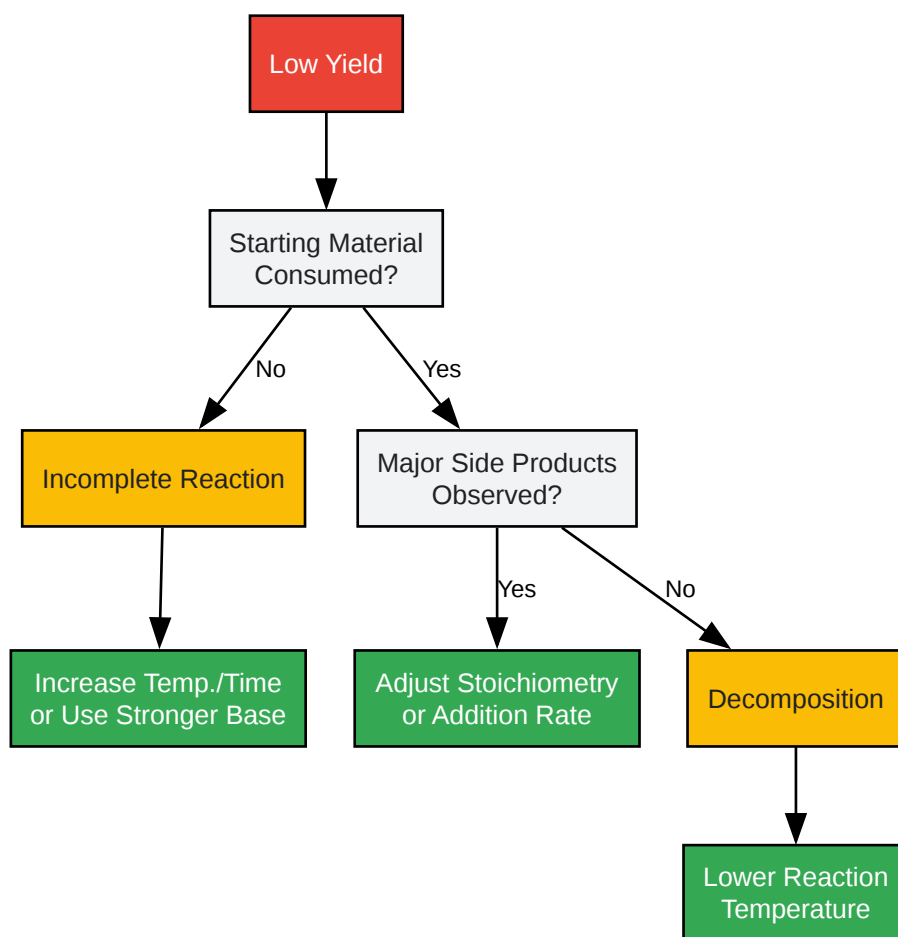 Low Yield
Starting Material
Consumed?
No
Yes
Incomplete Reaction
Major Side Products
Observed?
Yes
No
Increase Temp./Time
or Use Stronger Base
Adjust Stoichiometry
or Addition Rate
Decomposition
Lower Reaction
Temperature